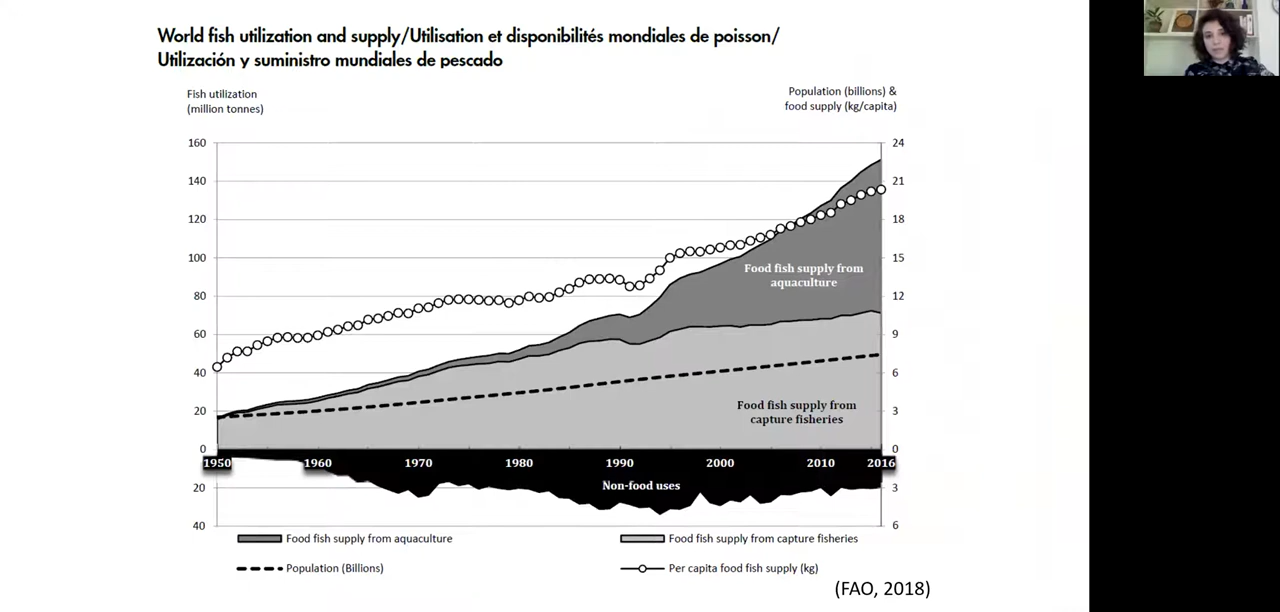 World fish utilization and supply/Utilisation et disponibilités mondiales de poisson/
Utilización y suministro mundiales de pescado
Fish utilization
(million tonnes)
Population (billions) &
food supply (kg/capita)
160
140
120
100
80
60
40
20
0
20
40
24
21
18
15
12
9
6
3
0
3
6
Food fish supply from
aquaculture
Food fish supply from
capture fisheries
1950 1960 1970 1980 1990 2000 2010 2016
Non-food uses
Food fish supply from aquaculture
Food fish supply from capture fisheries
Population (Billions)
Per capita food fish supply (kg)
(FAO, 2018)